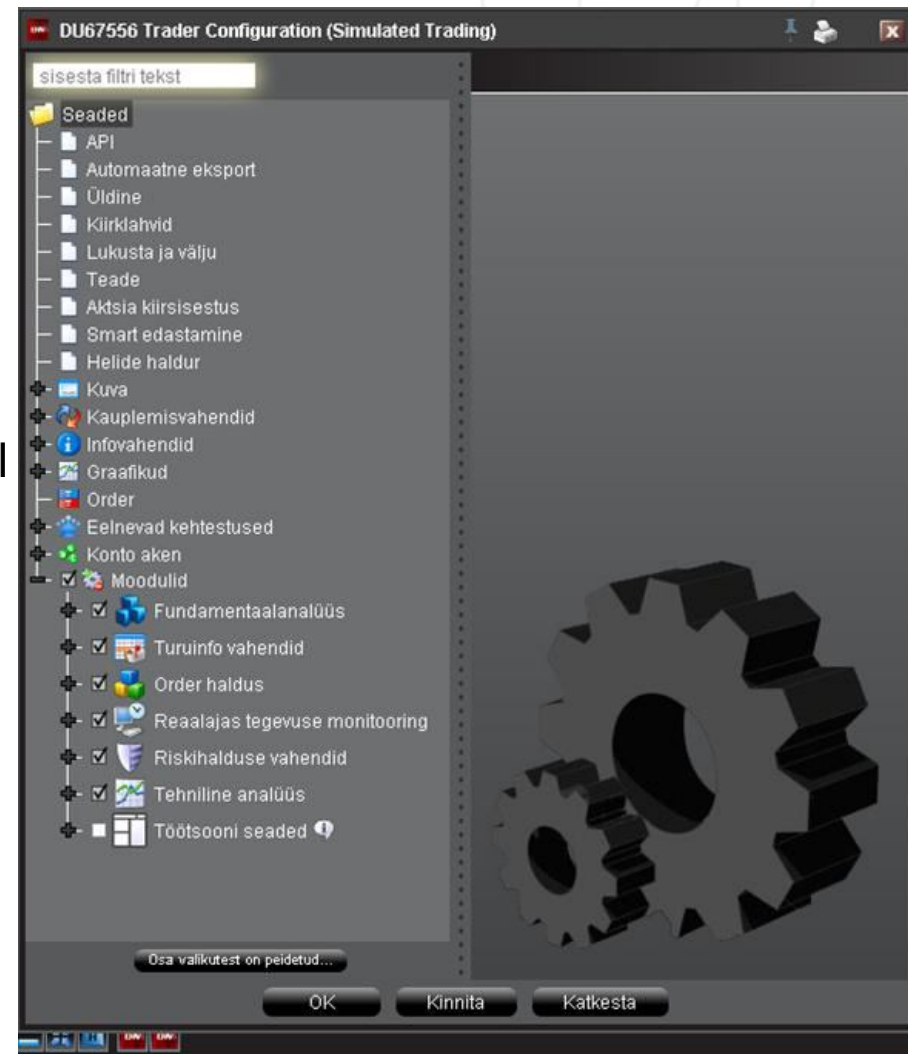 DU67556 Trader Configuration (Simulated Trading)
sisesta filtri tekst
Seaded
API
Automaatne eksport
Üldine
Kiirklahvid
Lukusta ja välju
Teade
Aktsia kiirsisestus
Smart edastamine
Helide haldur
Kuva
Kauplemisvahendid
Infovahendid
Graafikud
Order
Eelnevad kehtestused
Konto aken
Moodulid
Fundamentaalanalüüs
Turuinfo vahendid
Order haldus
Reaalajas tegevuse monitooring
Riskihalduse vahendid
Tehniline analüüs
Töötsooni seaded
Osa valikutest on peidetud...
OK Kinnita Katkesta